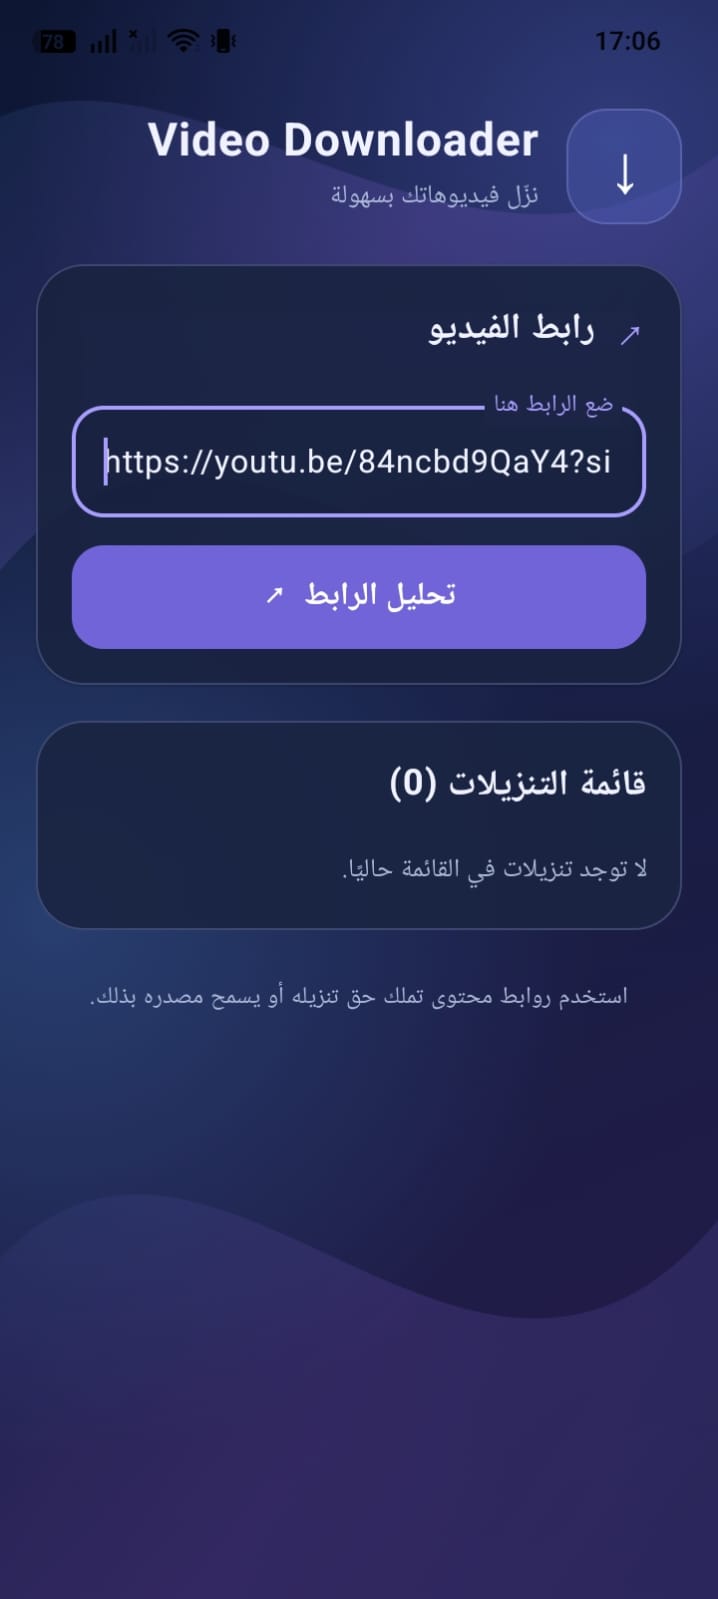 78
17:06
Video Downloader
نزّل فيديوهاتك بسهولة
رابط الفيديو
ضع الرابط هنا
https://youtu.be/84ncbd9QaY4?si
تحليل الرابط
قائمة التنزيلات (0)
لا توجد تنزيلات في القائمة حاليًا.
استخدم روابط محتوى تملك حق تنزيله أو يسمح مصدره بذلك.